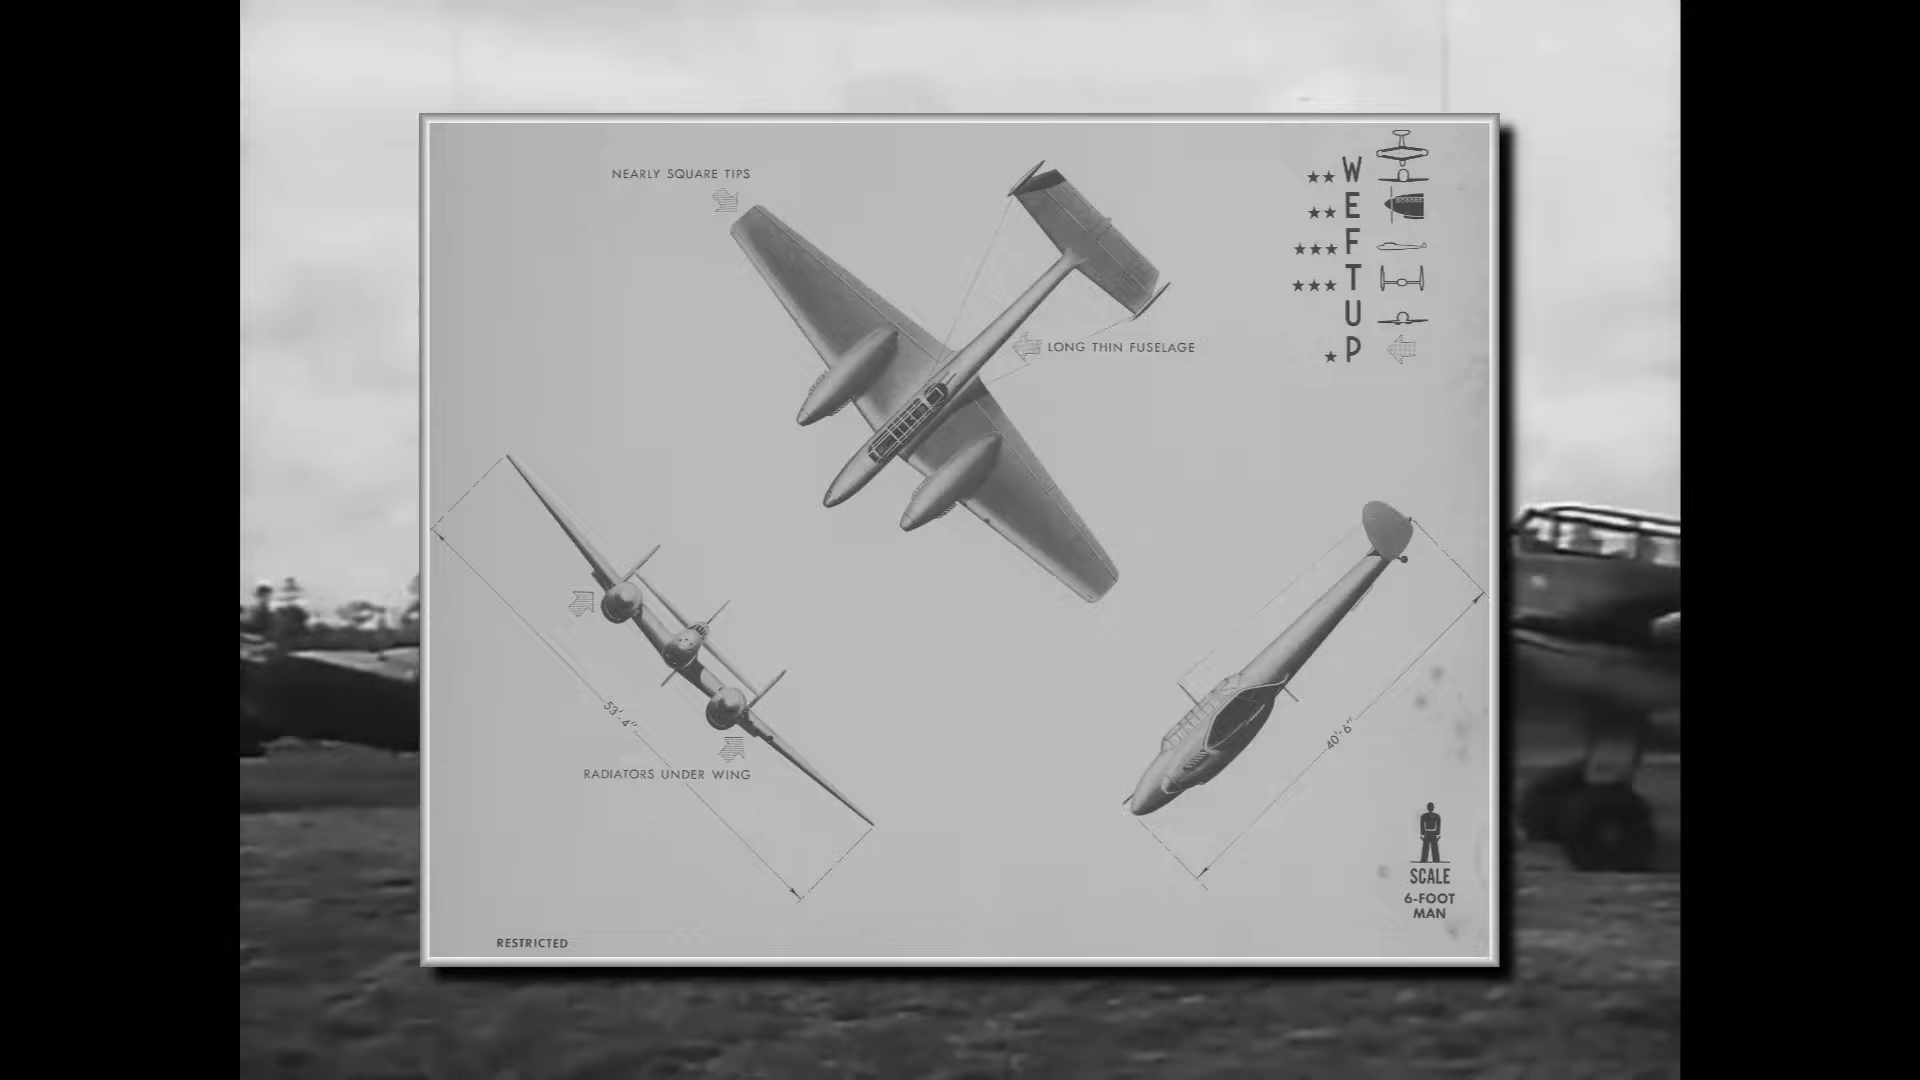 NEARLY SQUARE TIPS
★★ W
★★ E
★★★ F
★★★ T
U
★ P
LONG THIN FUSELAGE
53'-4"
RADIATORS UNDER WING
40'-6"
SCALE
6-FOOT
MAN
RESTRICTED